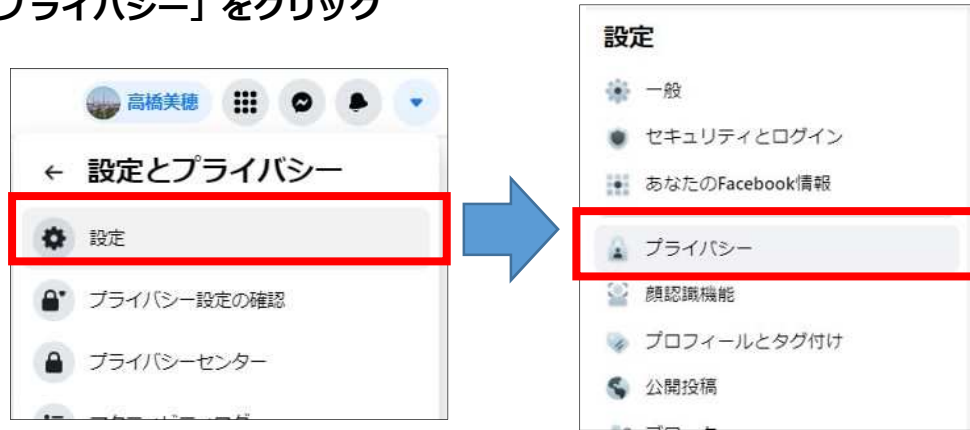 プライバシー］をクリック
高橋美穂
← 設定とプライバシー
設定
プライバシー設定の確認
プライバシーセンター
設定
一般
セキュリティとログイン
あなたのFacebook情報
プライバシー
顔認識機能
プロフィールとタグ付け
公開投稿